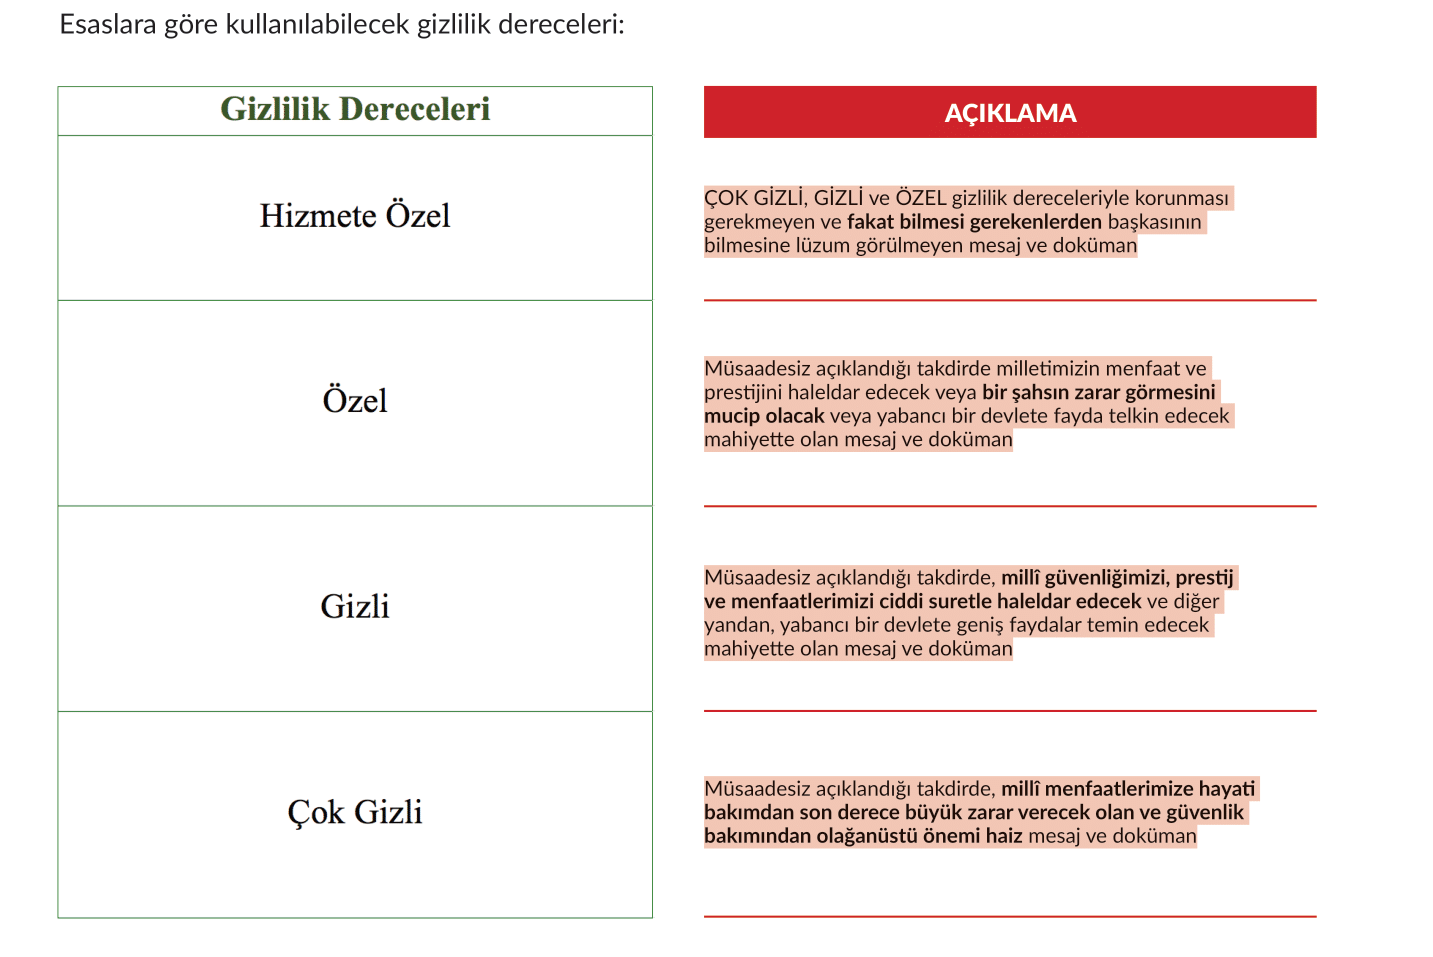 Esaslara göre kullanılabilecek gizlilik dereceleri:
Gizlilik Dereceleri
AÇIKLAMA
Hizmete Özel
ÇOK GİZLİ, GİZLİ ve ÖZEL gizlilik dereceleriyle korunması
gerekmeyen ve fakat bilmesi gerekenlerden başkasının
bilmesine lüzum görülmeyen mesaj ve doküman
Özel
Müsaadesiz açıklandığı takdirde milletimizin menfaat ve
prestijini haleldar edecek veya bir şahsın zarar görmesini
mucip olacak veya yabancı bir devlete fayda telkin edecek
mahiyette olan mesaj ve doküman
Gizli
Müsaadesiz açıklandığı takdirde, millî güvenliğimizi, prestij
ve menfaatlerimizi ciddi suretle haleldar edecek ve diğer
yandan, yabancı bir devlete geniş faydalar temin edecek
mahiyette olan mesaj ve doküman
Çok Gizli
Müsaadesiz açıklandığı takdirde, millî menfaatlerimize hayati
bakımdan son derece büyük zarar verecek olan ve güvenlik
bakımından olağanüstü önemi haiz mesaj ve doküman